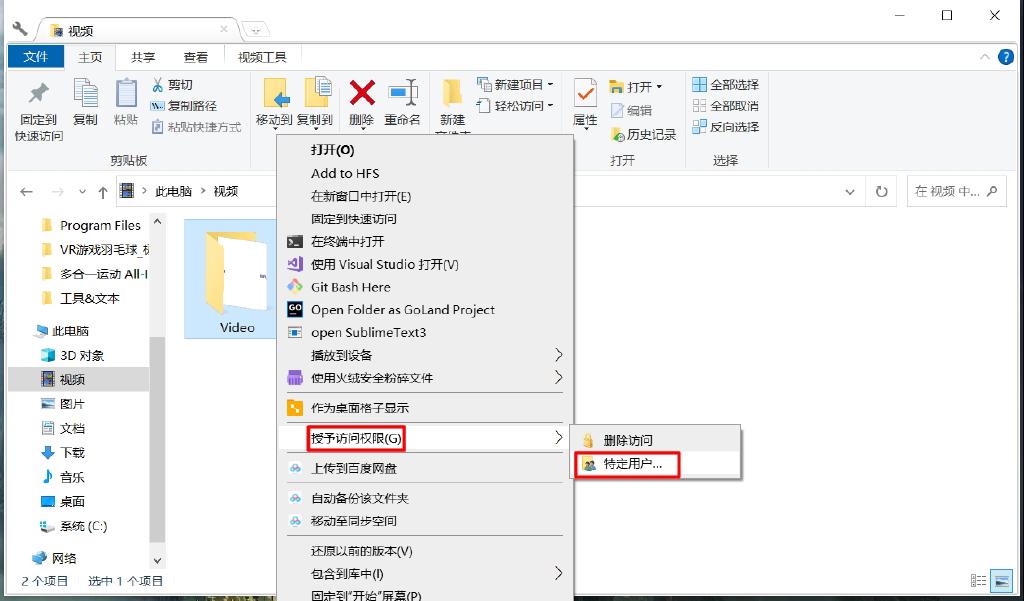 视频
文件 主页 共享 查看 视频工具
固定到快速访问
复制
粘贴
剪切
复制路径
粘贴快捷方式
剪贴板
移动到
复制到
删除
重命名
新建
属性
新建项目
轻松访问
打开
编辑
历史记录
打开
全部选择
全部取消
反向选择
选择
此电脑 > 视频
在 视频 中...
Program Files
VR游戏羽毛球
多合一运动 All-I
工具&文本
此电脑
3D 对象
视频
图片
文档
下载
音乐
桌面
系统 (C:)
网络
Video
打开(O)
Add to HFS
在新窗口中打开(E)
固定到快速访问
在终端中打开
使用 Visual Studio 打开(V)
Git Bash Here
GO
Open Folder as GoLand Project
open SublimeText3
播放到设备
使用火绒安全粉碎文件
作为桌面格子显示
授予访问权限(G)
上传到百度网盘
自动备份该文件夹
移动至同步空间
还原以前的版本(V)
包含到库中(I)
固定到"开始"屏幕(P)
删除访问
特定用户...
2 个项目 选中 1 个项目